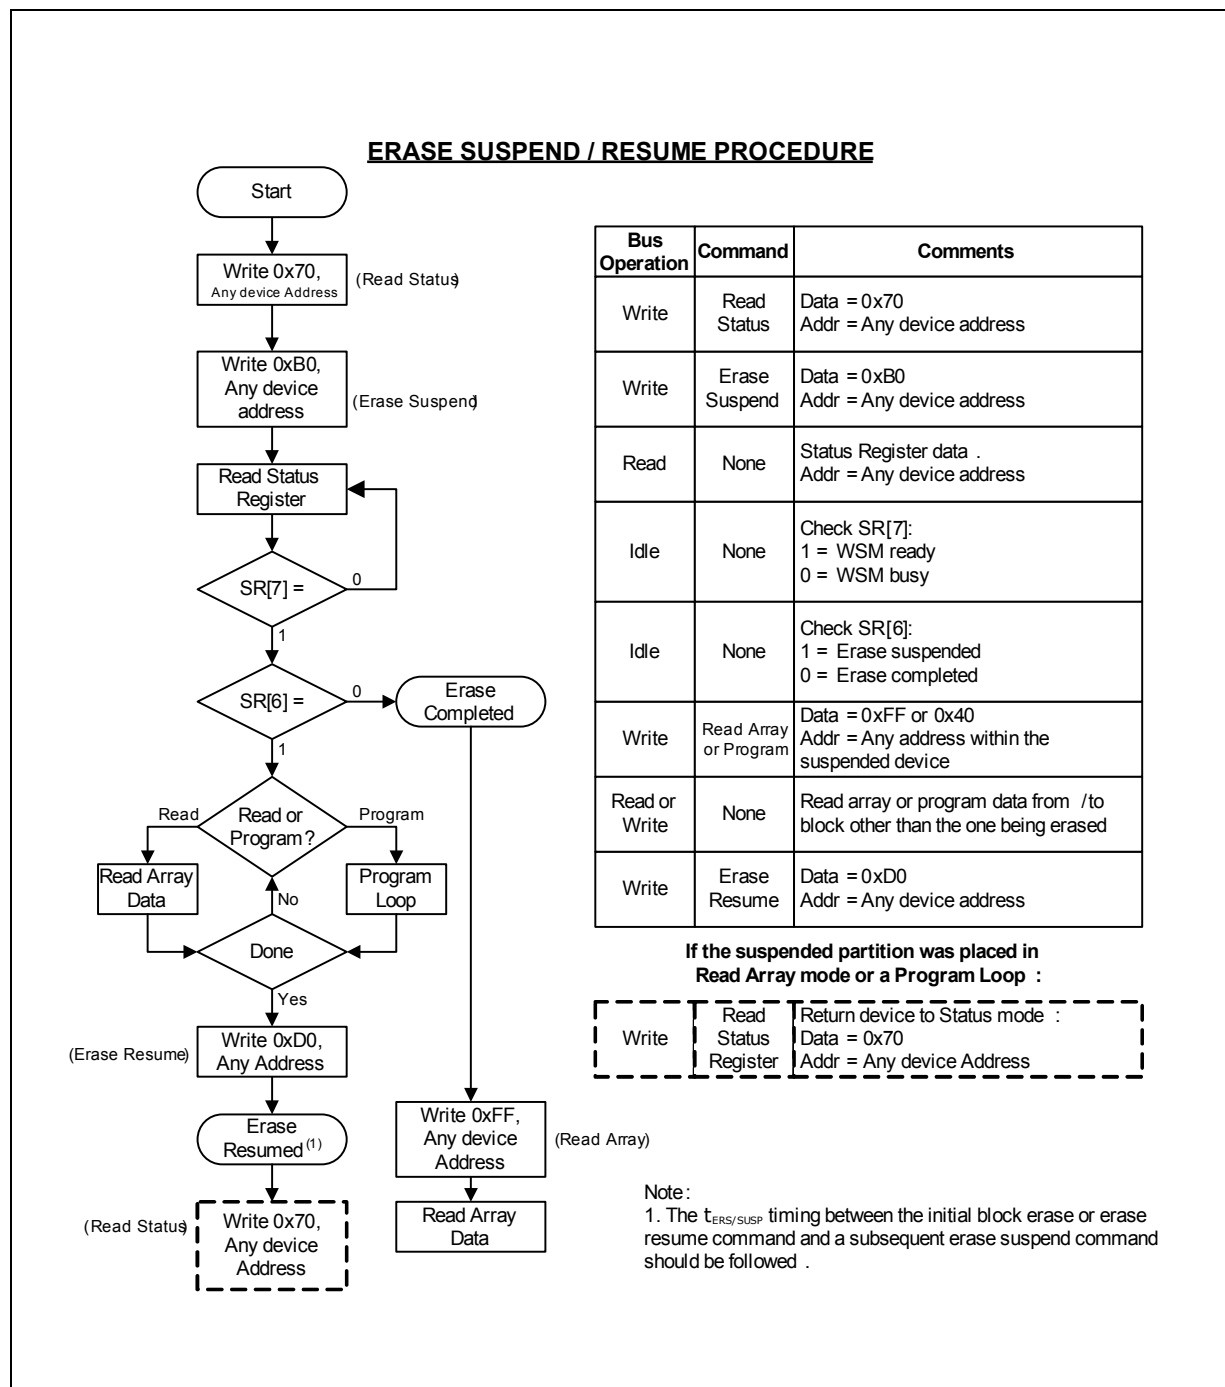 ERASE SUSPEND / RESUME PROCEDURE
Start
Write 0x70,
Any device Address
(Read Status)
Write 0xB0,
Any device
address
(Erase Suspend)
Read Status
Register
SR[7] =
0
1
SR[6] =
0
1
Erase
Completed
Read or
Program?
Read
Program
Read Array
Data
Program
Loop
No
Done
Yes
(Erase Resume)
Write 0xD0,
Any Address
Erase
Resumed(1)
(Read Status)
Write 0x70,
Any device
Address
Write 0xFF,
Any device
Address
(Read Array)
Read Array
Data
Bus
Operation
Command
Comments
Write
Read
Status
Data = 0x70
Addr = Any device address
Write
Erase
Suspend
Data = 0xB0
Addr = Any device address
Read
None
Status Register data .
Addr = Any device address
Idle
None
Check SR[7]:
1 = WSM ready
0 = WSM busy
Idle
None
Check SR[6]:
1 = Erase suspended
0 = Erase completed
Write
Read Array
or Program
Data = 0xFF or 0x40
Addr = Any address within the
suspended device
Read or
Write
None
Read array or program data from /to
block other than the one being erased
Write
Erase
Resume
Data = 0xD0
Addr = Any device address
If the suspended partition was placed in
Read Array mode or a Program Loop :
Write
Read
Status
Register
Return device to Status mode :
Data = 0x70
Addr = Any device Address
Note:
1. The tERS/SUSP timing between the initial block erase or erase
resume command and a subsequent erase suspend command
should be followed .